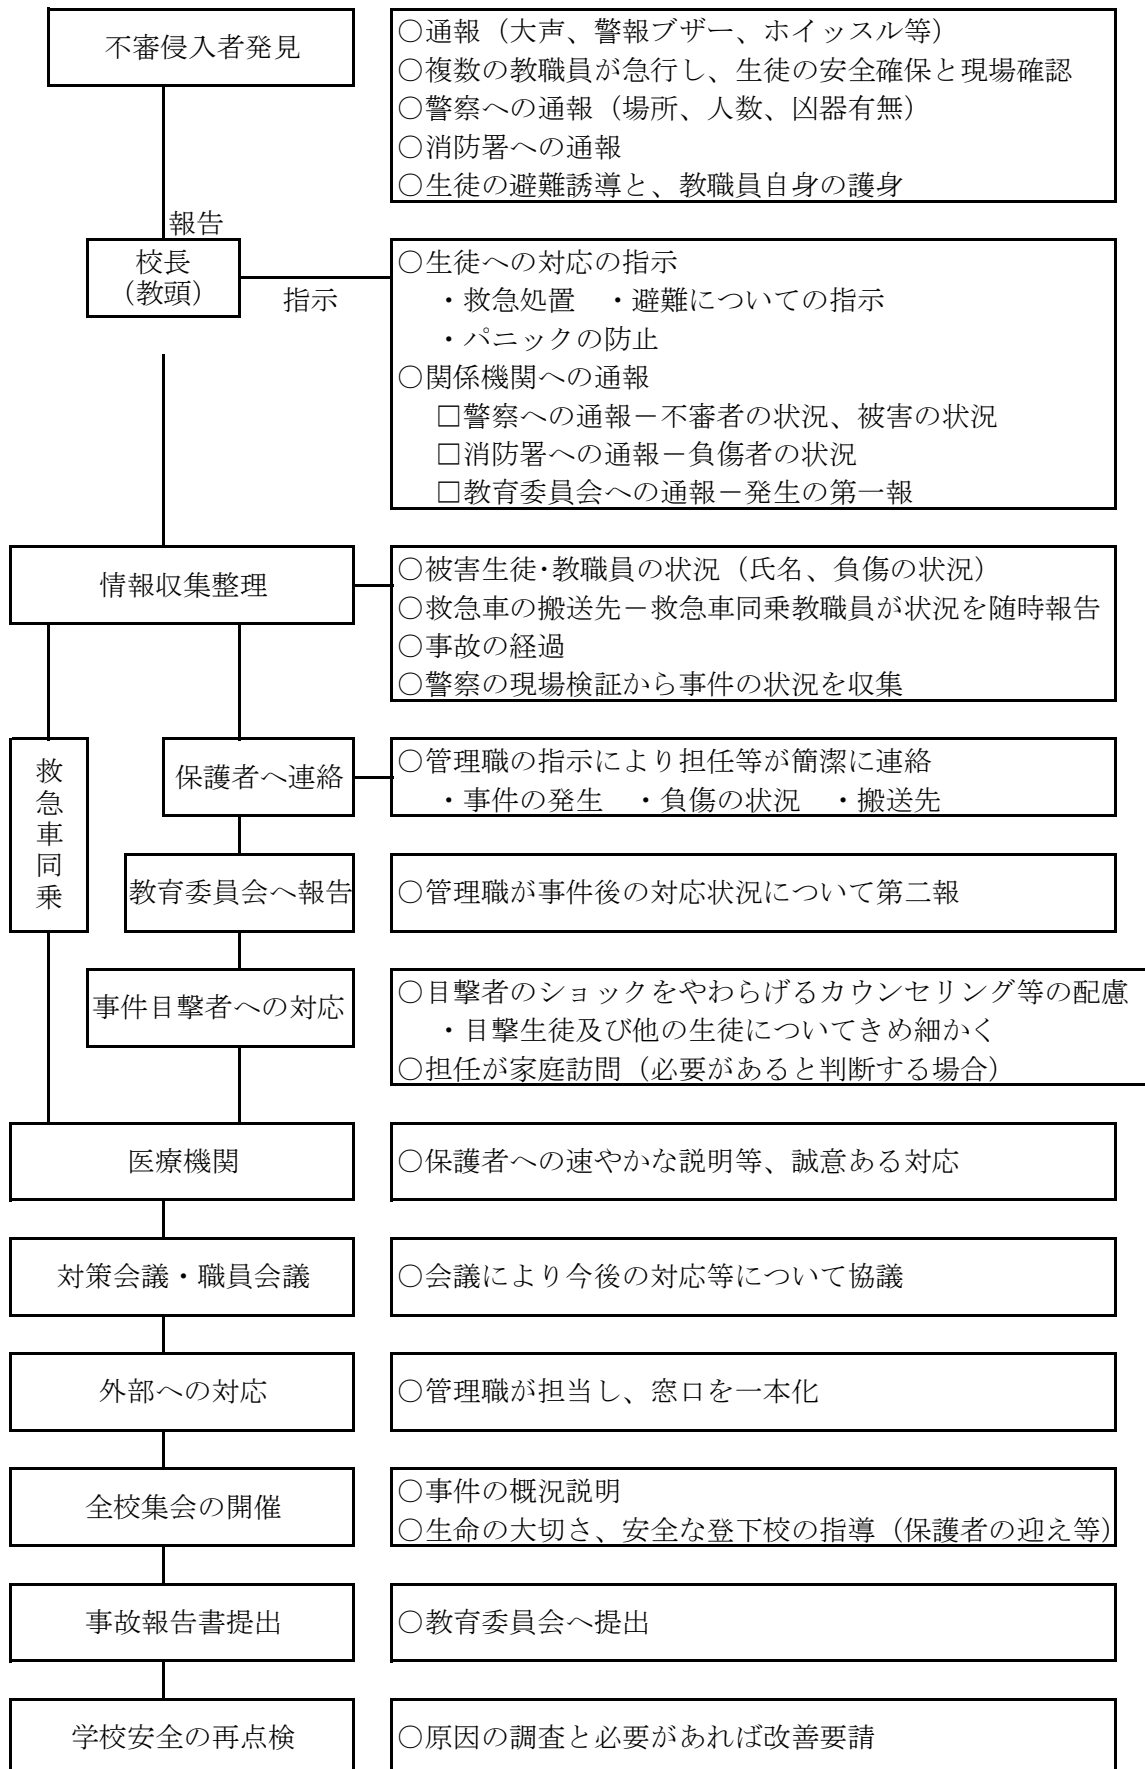 不審侵入者発見
○通報（大声、警報ブザー、ホイッスル等）
○複数の教職員が急行し、生徒の安全確保と現場確認
○警察への通報（場所、人数、凶器有無）
○消防署への通報
○生徒の避難誘導と、教職員自身の護身
報告
校長
（教頭）
指示
○生徒への対応の指示
・救急処置　・避難についての指示
・パニックの防止
○関係機関への通報
□警察への通報－不審者の状況、被害の状況
□消防署への通報－負傷者の状況
□教育委員会への通報－発生の第一報
情報収集整理
○被害生徒・教職員の状況（氏名、負傷の状況）
○救急車の搬送先－救急車同乗教職員が状況を随時報告
○事故の経過
○警察の現場検証から事件の状況を収集
救急車同乗
保護者へ連絡
○管理職の指示により担任等が簡潔に連絡
・事件の発生　・負傷の状況　・搬送先
教育委員会へ報告
○管理職が事件後の対応状況について第二報
事件目撃者への対応
○目撃者のショックをやわらげるカウンセリング等の配慮
・目撃生徒及び他の生徒についてきめ細かく
○担任が家庭訪問（必要があると判断する場合）
医療機関
○保護者への速やかな説明等、誠意ある対応
対策会議・職員会議
○会議により今後の対応等について協議
外部への対応
○管理職が担当し、窓口を一本化
全校集会の開催
○事件の概況説明
○生命の大切さ、安全な登下校の指導（保護者の迎え等）
事故報告書提出
○教育委員会へ提出
学校安全の再点検
○原因の調査と必要があれば改善要請